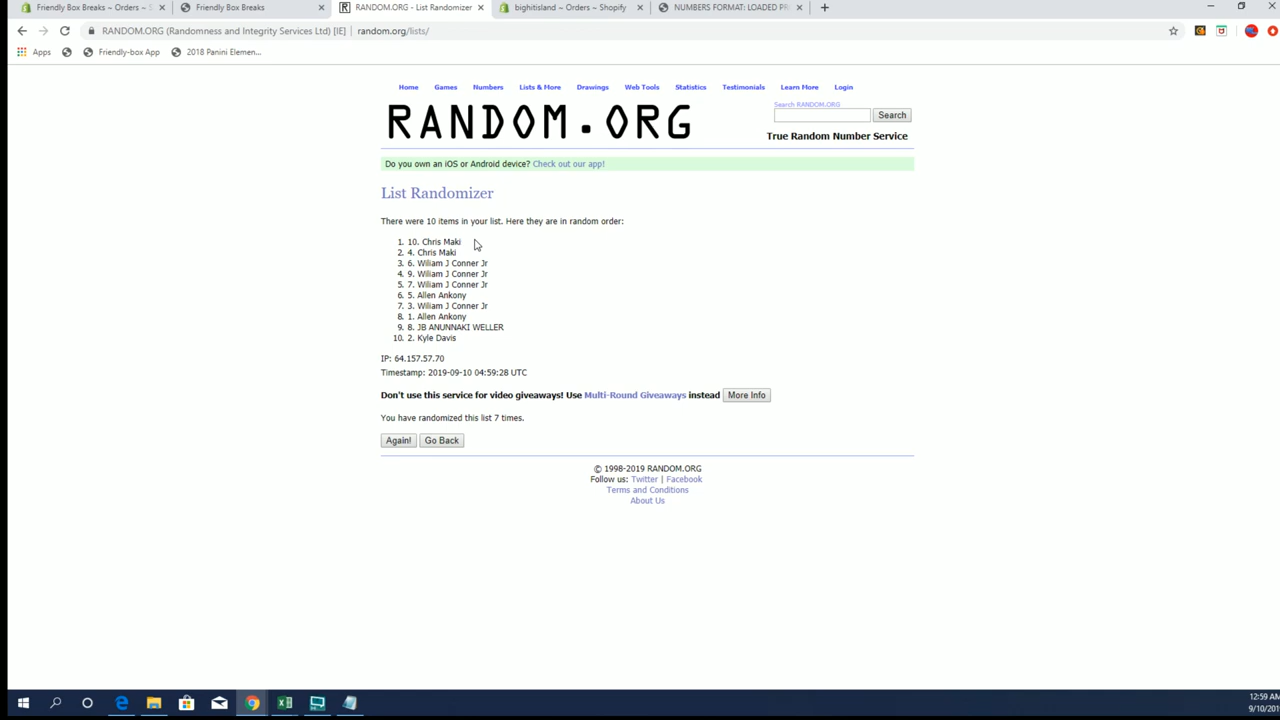 Friendly Box Breaks ~ Orders ~ S
Friendly Box Breaks
RANDOM.ORG - List Randomizer
bighitisland ~ Orders ~ Shopify
NUMBERS FORMAT: LOADED PR
RANDOM.ORG (Randomness and Integrity Services Ltd) [IE] | random.org/lists/
Apps
Friendly-box App
2018 Panini Elemen...
Home Games Numbers Lists & More Drawings Web Tools Statistics Testimonials Learn More Login
RANDOM.ORG
Search RANDOM.ORG
Search
True Random Number Service
Do you own an iOS or Android device? Check out our app!
List Randomizer
There were 10 items in your list. Here they are in random order:
1. 10. Chris Maki
2. 4. Chris Maki
3. 6. Wiliam J Conner Jr
4. 9. Wiliam J Conner Jr
5. 7. Wiliam J Conner Jr
6. 5. Allen Ankony
7. 3. Wiliam J Conner Jr
8. 1. Allen Ankony
9. 8. JB ANUNNAKI WELLER
10. 2. Kyle Davis
IP: 64.157.57.70
Timestamp: 2019-09-10 04:59:28 UTC
Don't use this service for video giveaways! Use Multi-Round Giveaways instead More Info
You have randomized this list 7 times.
Again! Go Back
© 1998-2019 RANDOM.ORG
Follow us: Twitter | Facebook
Terms and Conditions
About Us
12:59 AM
9/10/201